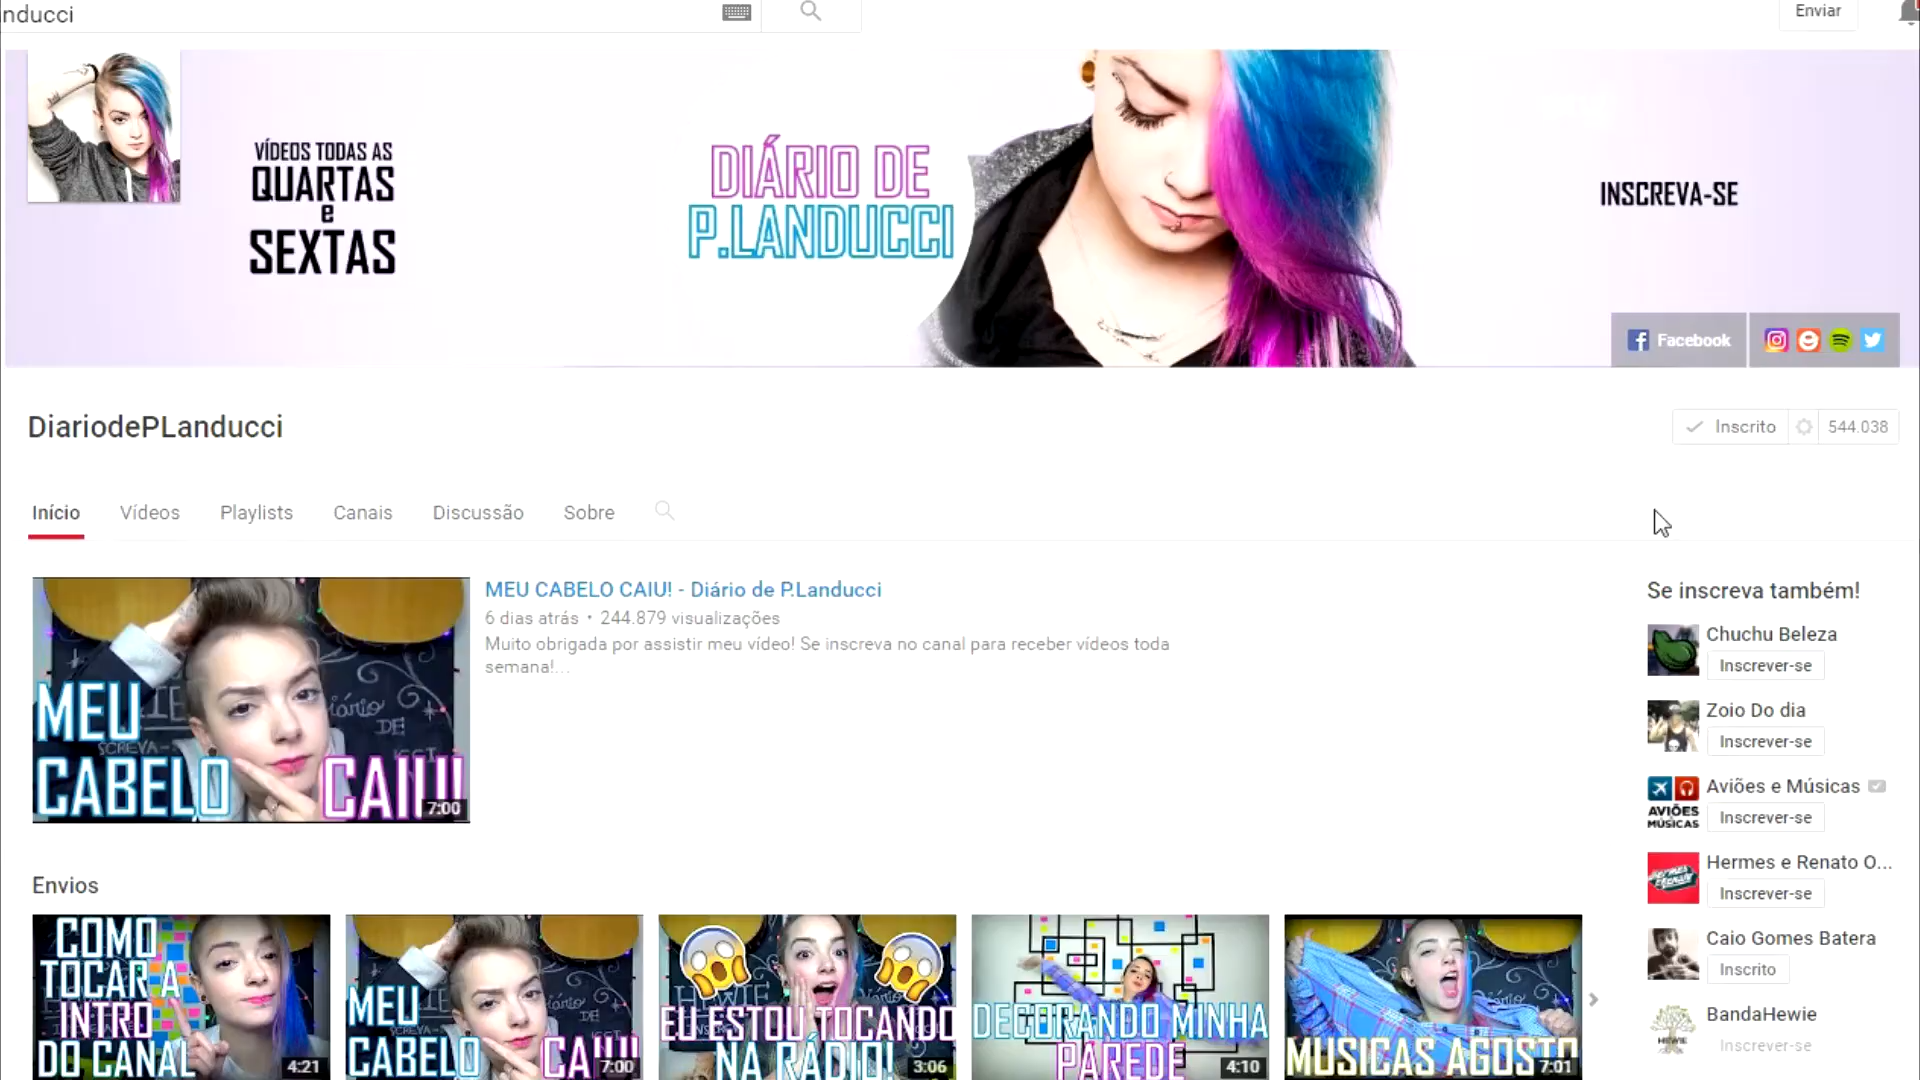 nducci
Enviar
VÍDEOS TODAS AS
QUARTAS
e
SEXTAS
DIÁRIO DE
P.LANDUCCI
INSCREVA-SE
Facebook
DiariodePLanducci
Inscrito
544.038
Início
Vídeos
Playlists
Canais
Discussão
Sobre
MEU
CABELO
CAIU!!
7:00
MEU CABELO CAIU! - Diário de P.Landucci
6 dias atrás • 244.879 visualizações
Muito obrigada por assistir meu vídeo! Se inscreva no canal para receber vídeos toda
semana!...
Se inscreva também!
Chuchu Beleza
Inscrever-se
Zoio Do dia
Inscrever-se
AVIÕES
MÚSICAS
Aviões e Músicas
Inscrever-se
Hermes e Renato O...
Inscrever-se
Caio Gomes Batera
Inscrito
HEWIE
BandaHewie
Inscrever-se
Envios
COMO
TOCAR A
INTRO
DO CANAL
4:21
MEU
CABELO
7:00
EU ESTOU TOCANDO
NA RÁDIO!
3:06
DECORANDO MINHA
PAREDE
4:10
MUSICAS AGOSTO
7:01